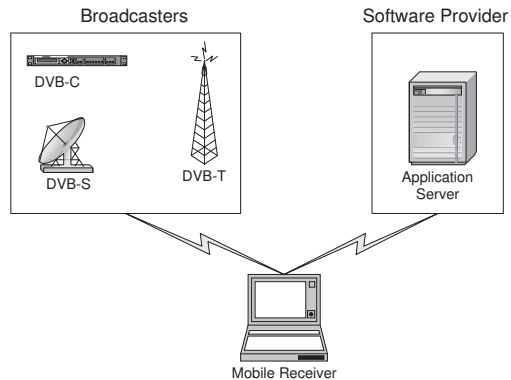 Broadcasters
Software Provider
DVB-C
DVB-S
DVB-T
Application
Server
Mobile Receiver